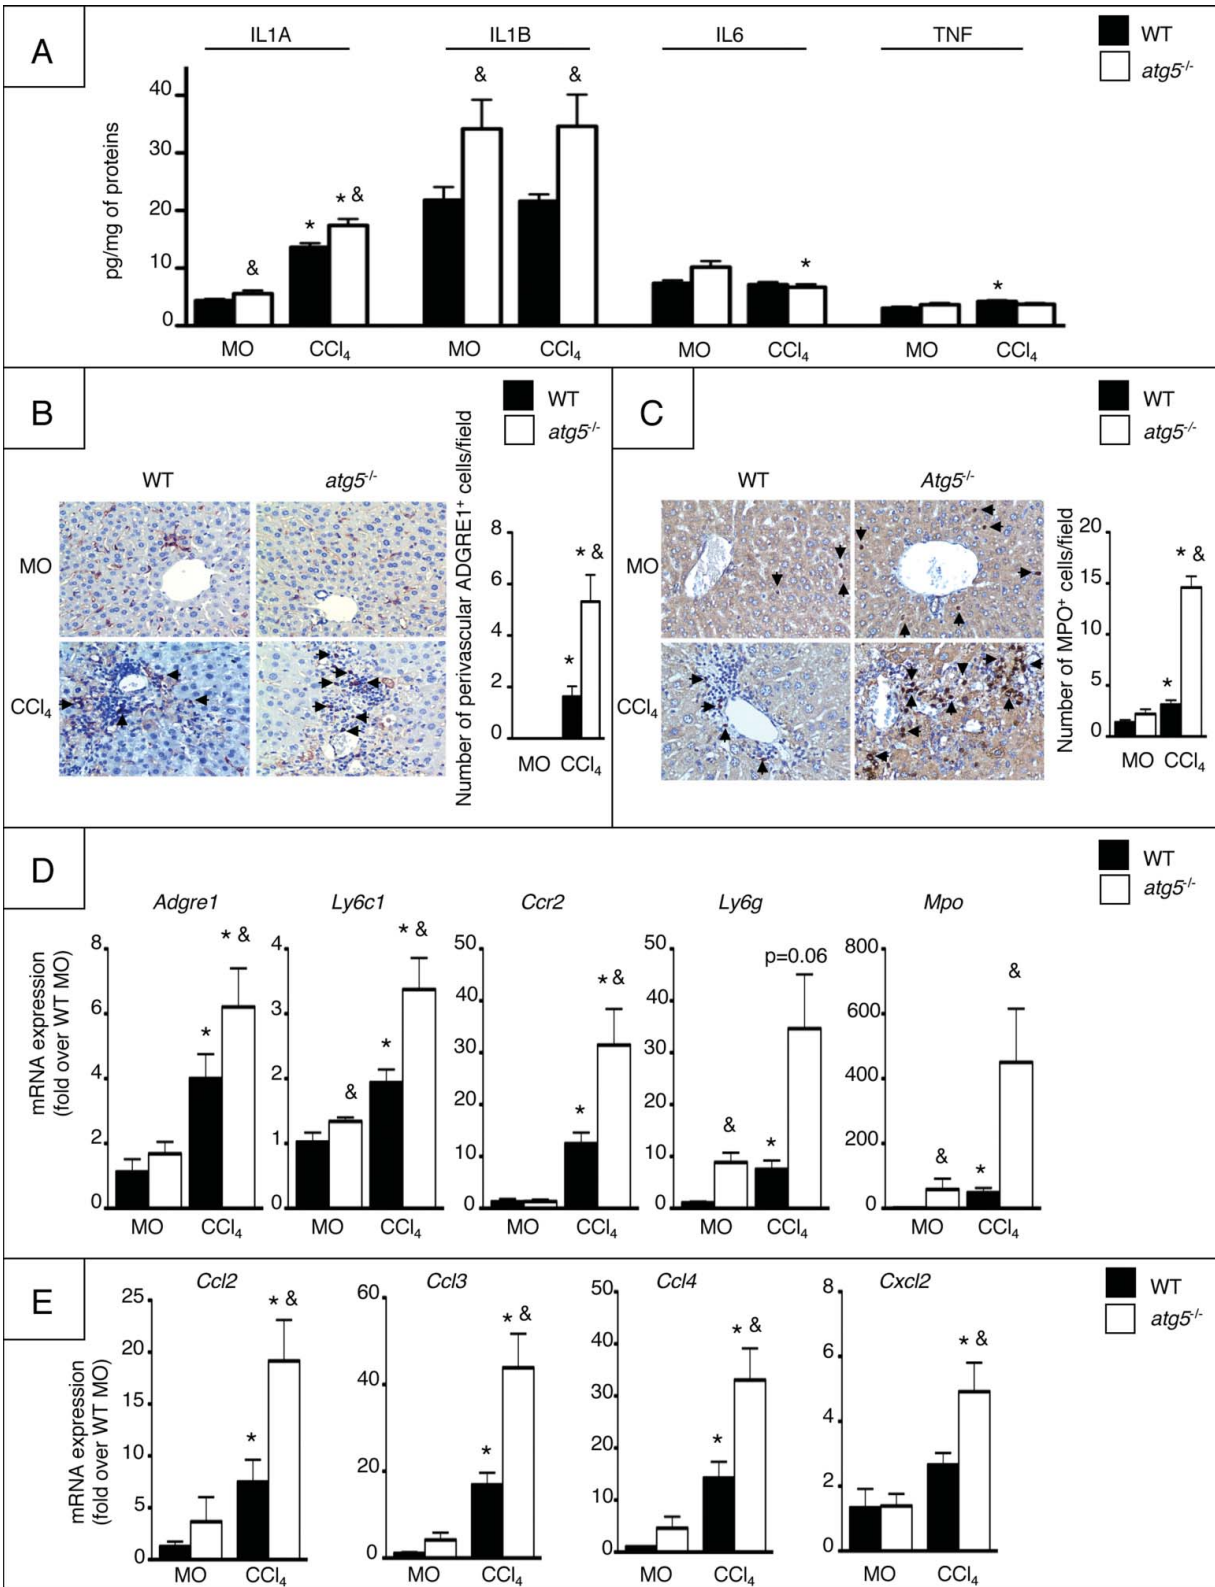 A
IL1A IL1B IL6 TNF
WT
atg5-/-
pg/mg of proteins
40
30
20
10
0
& * * & & & * *
MO CCl4 MO CCl4 MO CCl4 MO CCl4
B
WT
atg5-/-
WT atg5-/-
MO
CCl4
Number of perivascular ADGRE1+ cells/field
8
6
4
2
0
* * &
MO CCl4
C
WT
atg5-/-
WT Atg5-/-
MO
CCl4
Number of MPO+ cells/field
20
15
10
5
0
* * &
MO CCl4
D
WT
atg5-/-
mRNA expression
(fold over WT MO)
Adgre1
8
6
4
2
0
* * &
MO CCl4
Ly6c1
4
3
2
1
0
& * * &
MO CCl4
Ccr2
50
40
30
20
10
0
* * &
MO CCl4
Ly6g
50
40
30
20
10
0
& * p=0.06
MO CCl4
Mpo
800
600
400
200
0
& * &
MO CCl4
E
WT
atg5-/-
mRNA expression
(fold over WT MO)
Ccl2
25
20
15
10
5
0
* * &
MO CCl4
Ccl3
60
40
20
0
* * &
MO CCl4
Ccl4
50
40
30
20
10
0
* * &
MO CCl4
Cxcl2
8
6
4
2
0
* &
MO CCl4